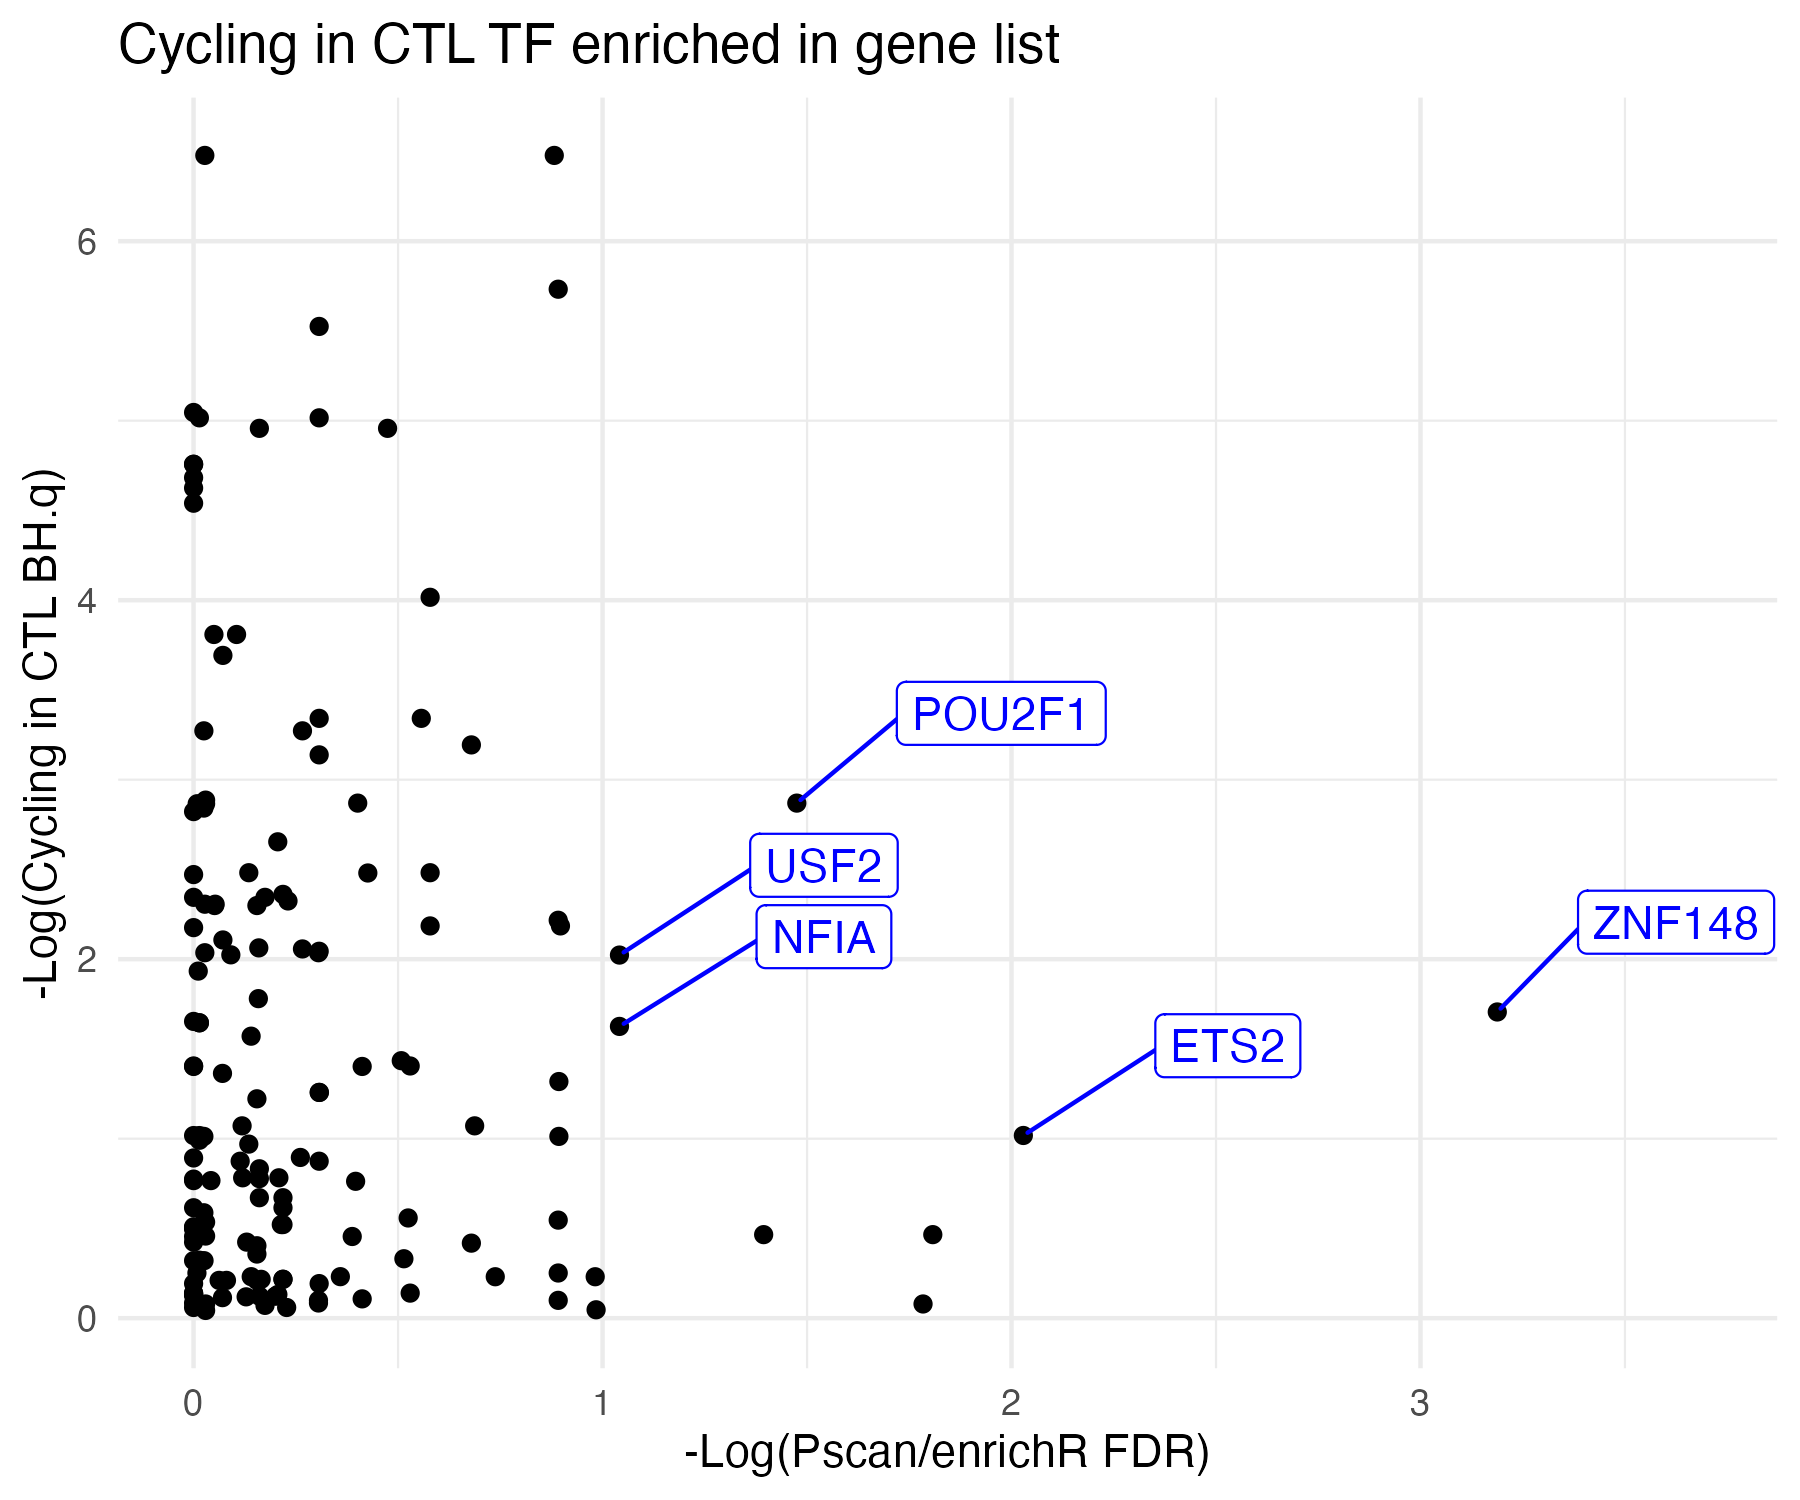 Cycling in CTL TF enriched in gene list
-Log(Cycling in CTL BH.q)
6
4
2
0
POU2F1
USF2
NFIA
ZNF148
ETS2
0 1 2 3
-Log(Pscan/enrichR FDR)